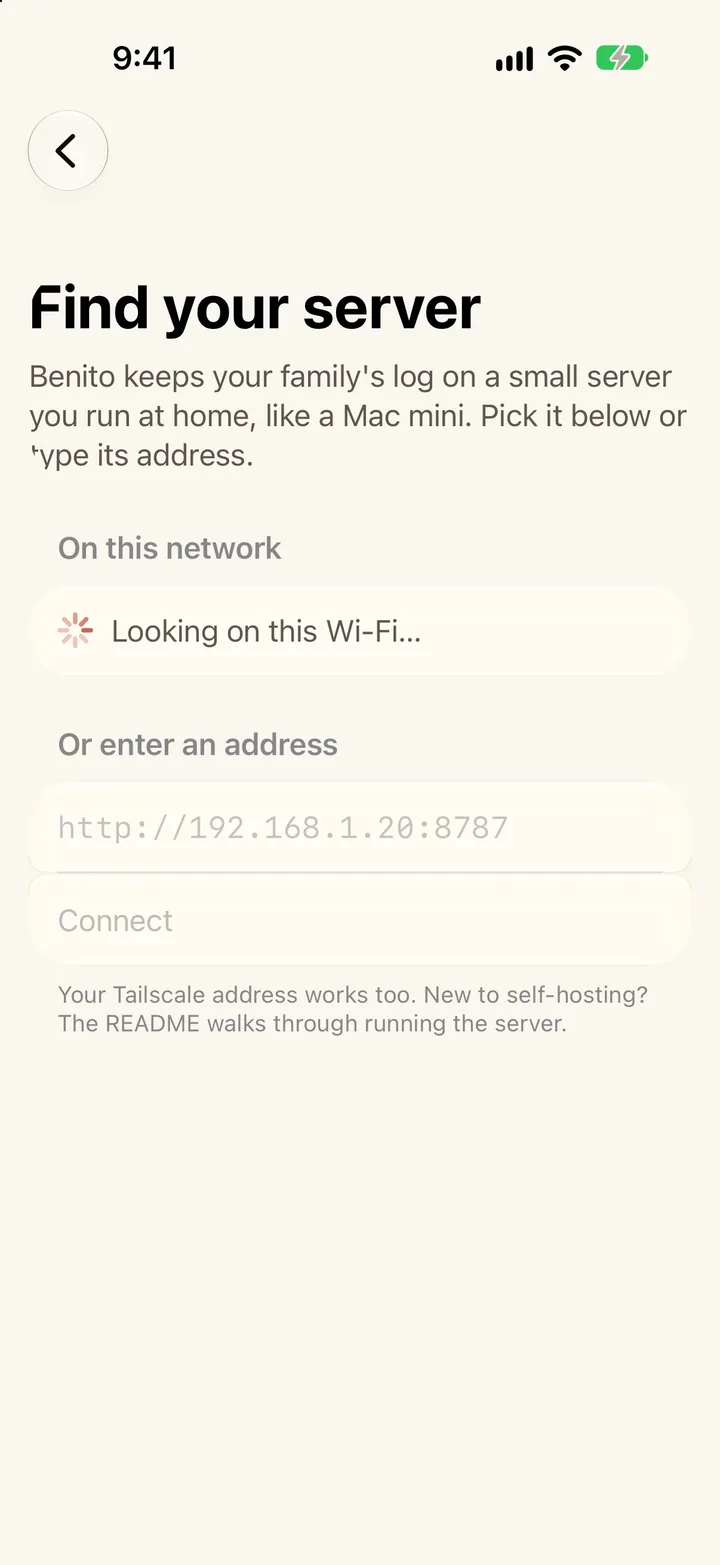 9:41
Find your server
Benito keeps your family's log on a small server
you run at home, like a Mac mini. Pick it below or
type its address.
On this network
Looking on this Wi-Fi...
Or enter an address
http://192.168.1.20:8787
Connect
Your Tailscale address works too. New to self-hosting?
The README walks through running the server.